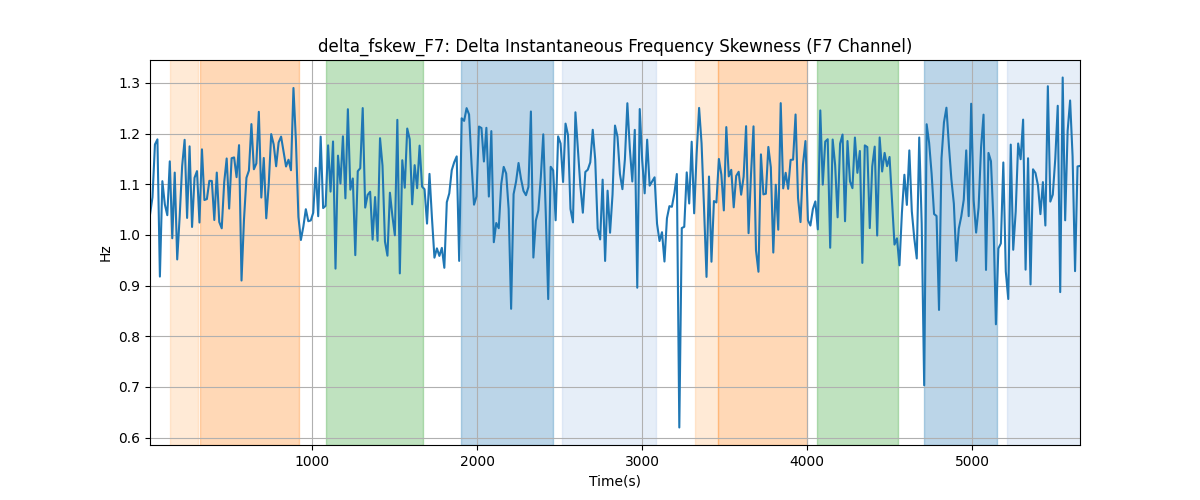 delta_fskew_F7: Delta Instantaneous Frequency Skewness (F7 Channel)
1.3
1.2
1.1
1.0
0.9
0.8
0.7
0.6
Hz
1000 2000 3000 4000 5000
Time(s)